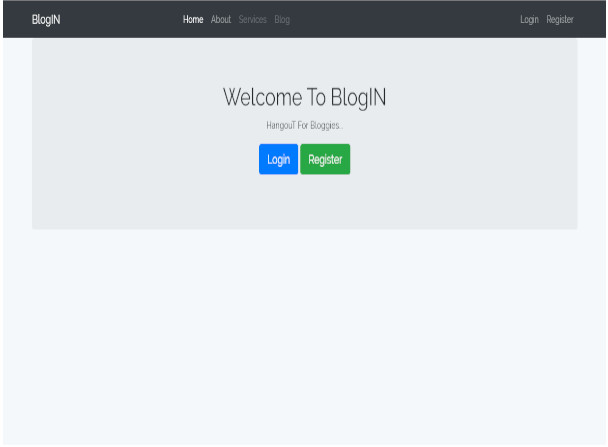 BlogIN Home About Services Blog Login Register
Welcome To BlogIN
HangouT For Bloggies...
Login Register